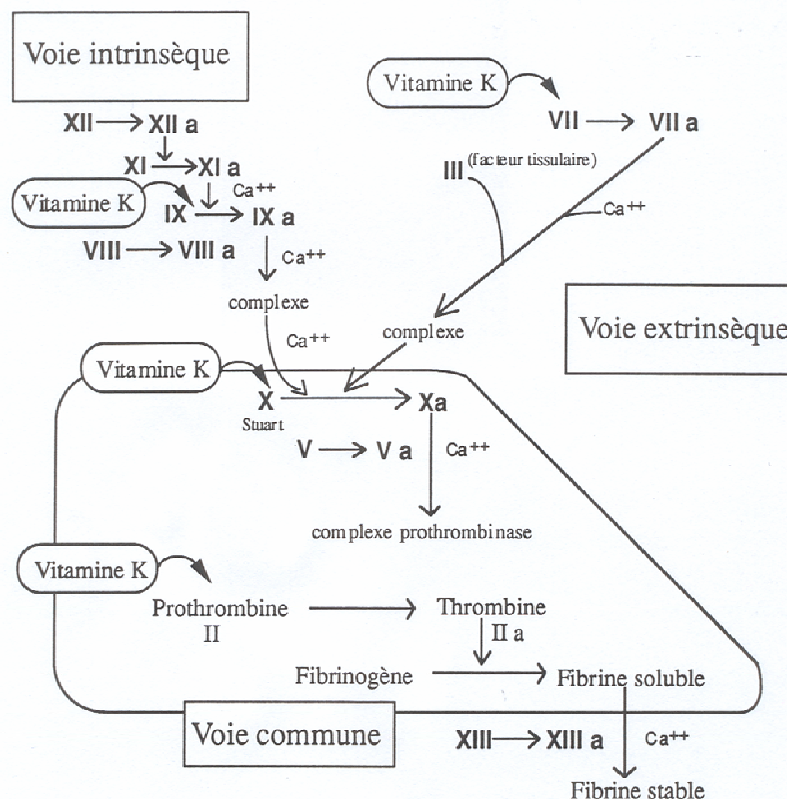 Voie intrinsèque
Vitamine K
XII XII a
VII VII a
XI XI a
III (facteur tissulaire)
Ca++
Vitamine K
IX IX a
Ca++
VIII VIII a
Ca++
complexe
Voie extrinsèque
Ca++
complexe
Vitamine K
X Xa
Stuart
V V a
Ca++
complexe prothrombinase
Vitamine K
Prothrombine Thrombine
II II a
Fibrinogène Fibrine soluble
Voie commune
XIII XIII a
Ca++
Fibrine stable